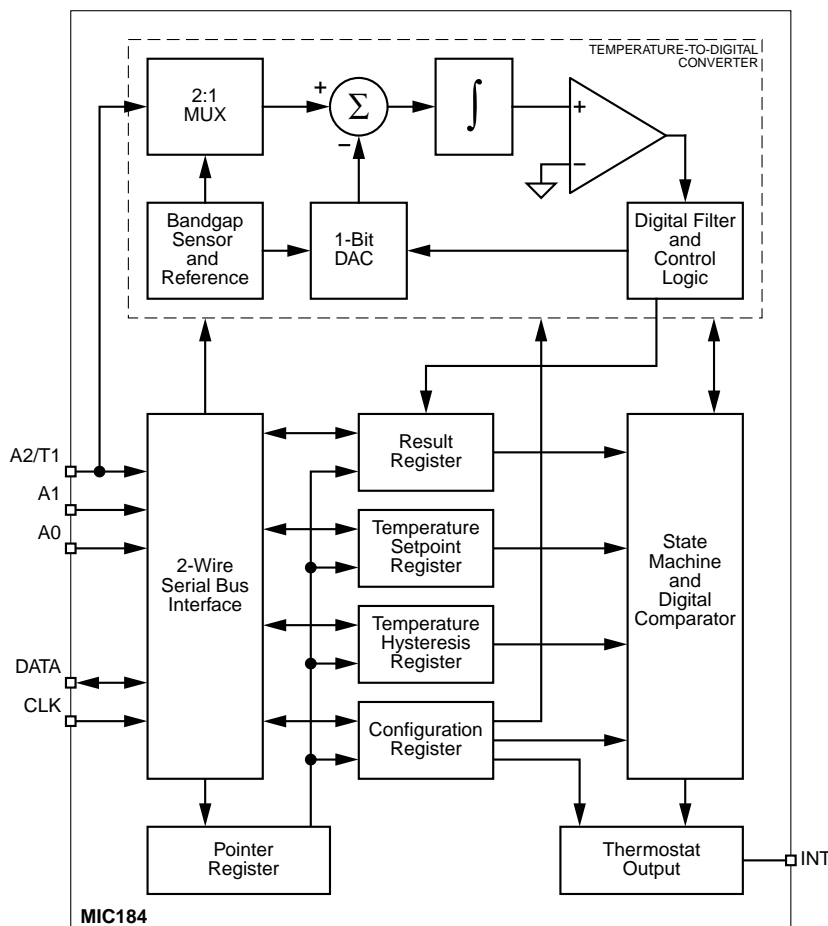 TEMPERATURE-TO-DIGITAL
CONVERTER
2:1
MUX
+
Σ
−
∫
+
−
Bandgap
Sensor
and
Reference
1-Bit
DAC
Digital Filter
and
Control
Logic
A2/T1
A1
A0
DATA
CLK
2-Wire
Serial Bus
Interface
Result
Register
Temperature
Setpoint
Register
Temperature
Hysteresis
Register
Configuration
Register
State
Machine
and
Digital
Comparator
Pointer
Register
Thermostat
Output
INT
MIC184